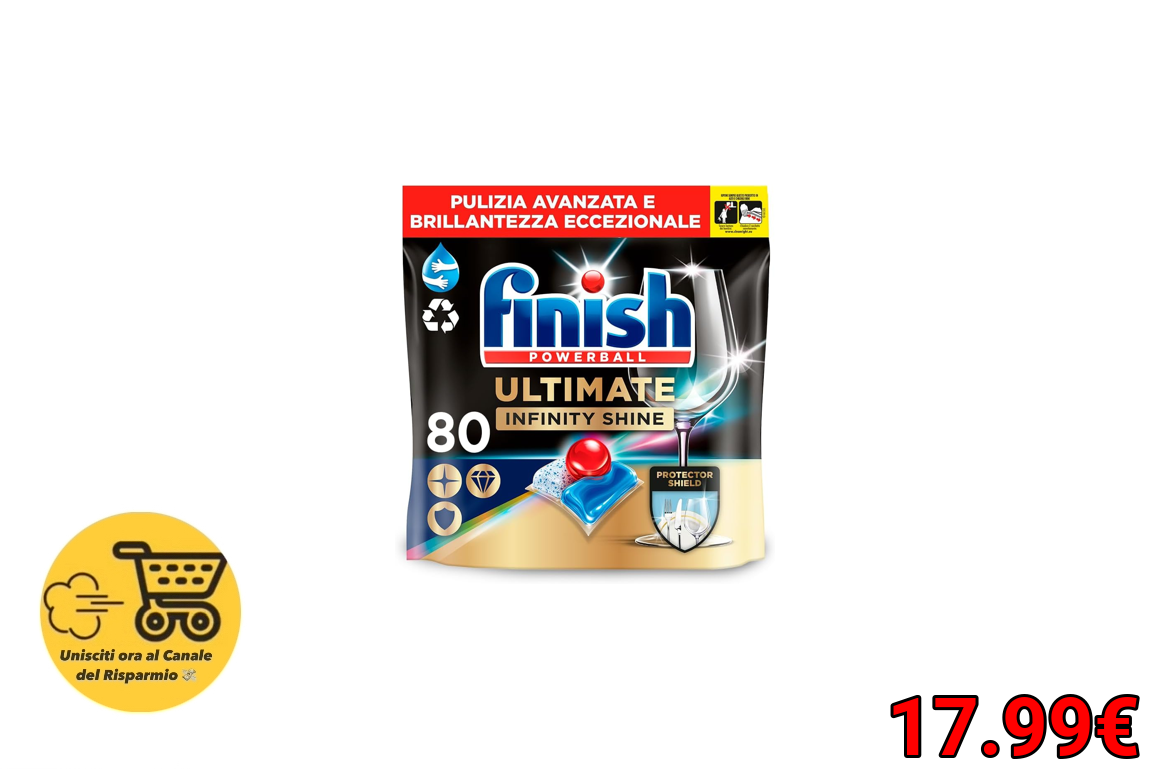 PULIZIA AVANZATA E
BRILLANTEZZA ECCEZIONALE
finish
POWERBALL
ULTIMATE
INFINITY SHINE
80
PROTECTOR
SHIELD
Unisciti ora al Canale
del Risparmio
17.99€